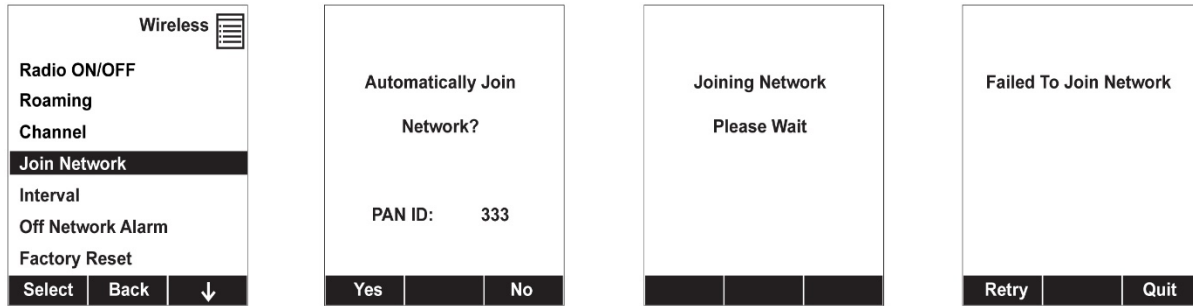 Wireless
Radio ON/OFF
Roaming
Channel
Join Network
Interval
Off Network Alarm
Factory Reset
Select Back ↓
Automatically Join
Network?
PAN ID: 333
Yes No
Joining Network
Please Wait
Failed To Join Network
Retry Quit